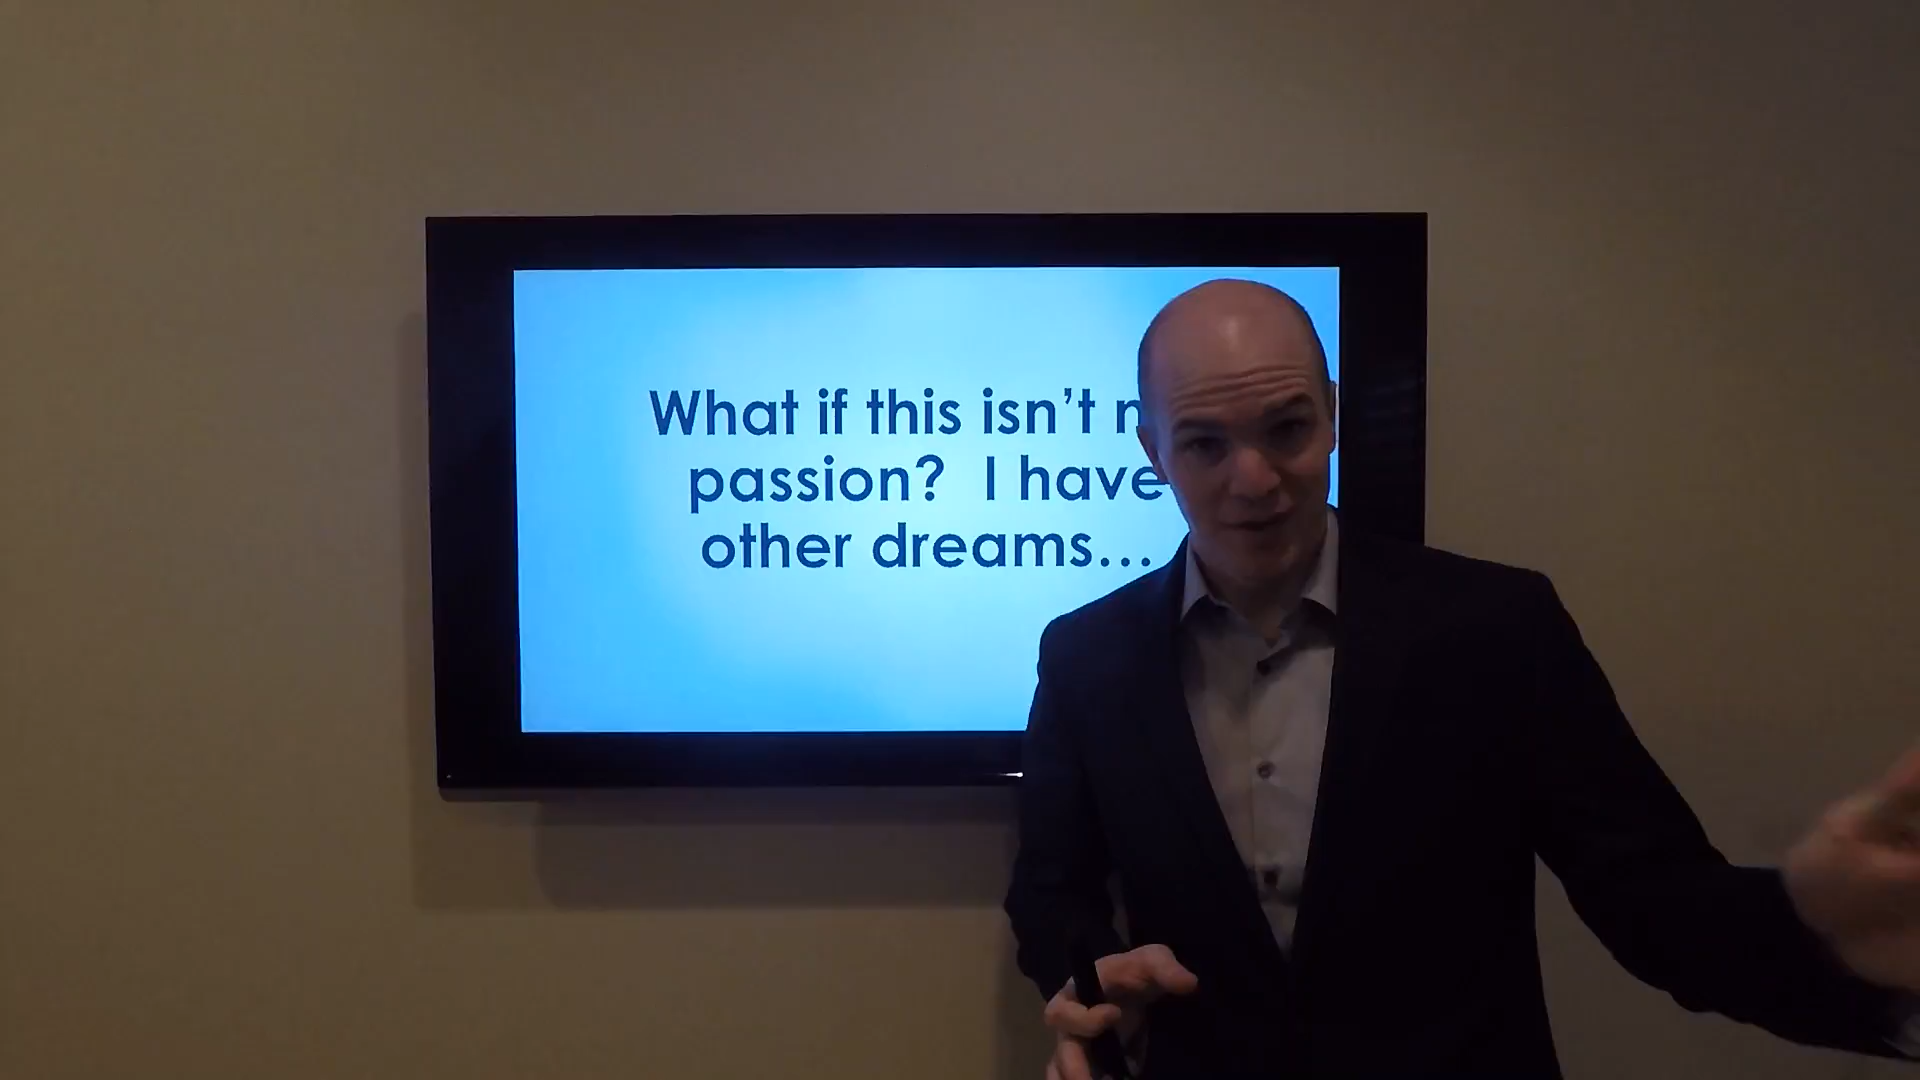 What if this isn't
passion?  I have
other dreams...